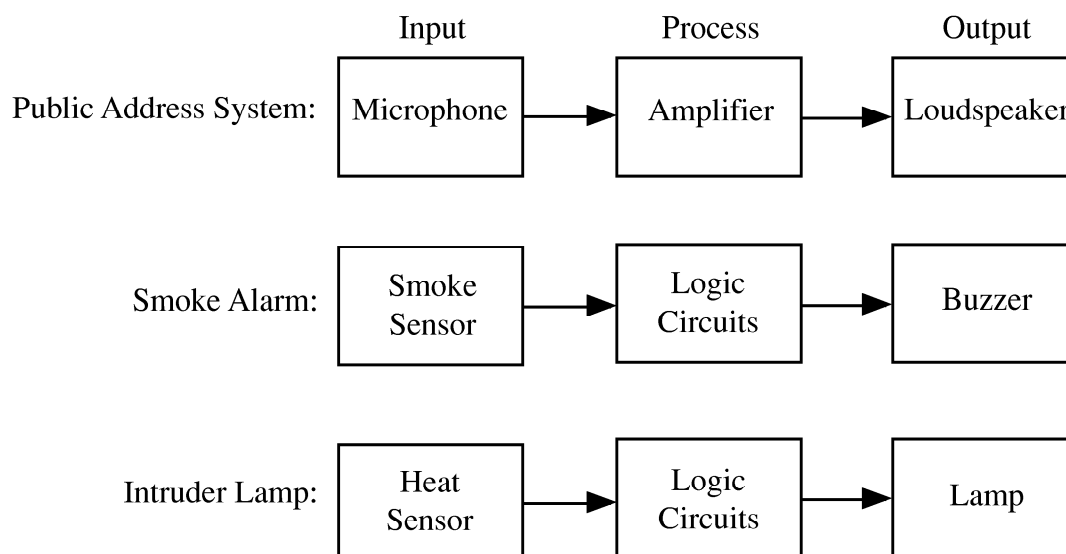 Input Process Output
Public Address System: Microphone Amplifier Loudspeaker
Smoke Alarm: Smoke Sensor Logic Circuits Buzzer
Intruder Lamp: Heat Sensor Logic Circuits Lamp